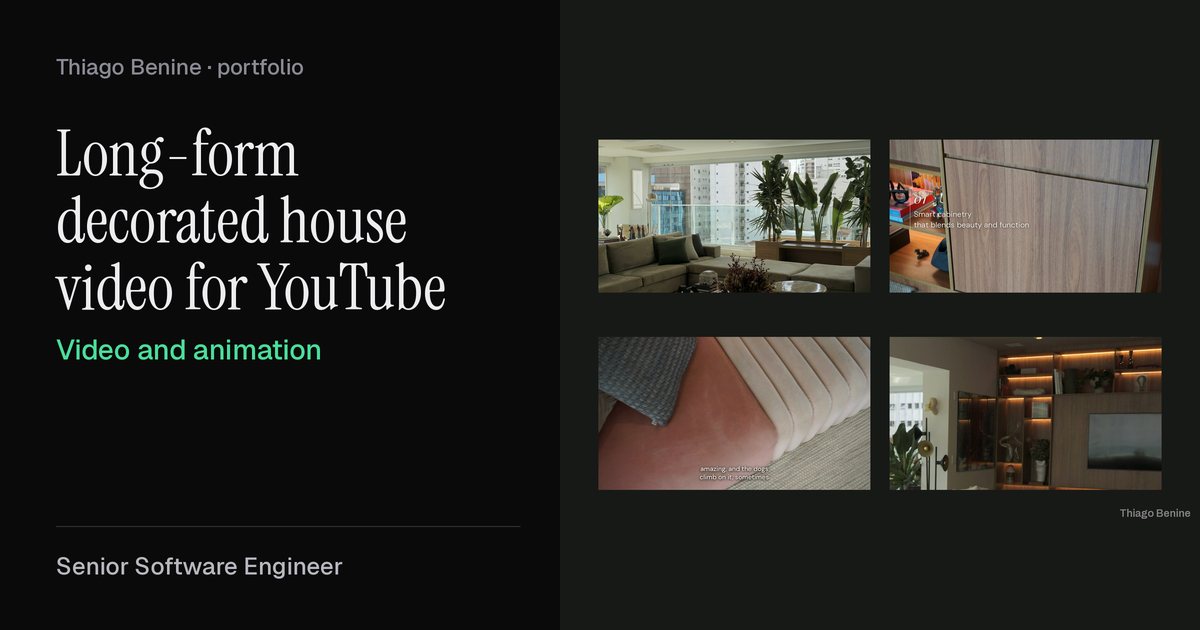 Thiago Benine · portfolio
Long-form
decorated house
video for YouTube
Video and animation
Senior Software Engineer
Smart cabinetry
that blends beauty and function
amazing, and the dogs
climb on it, sometimes
Thiago Benine